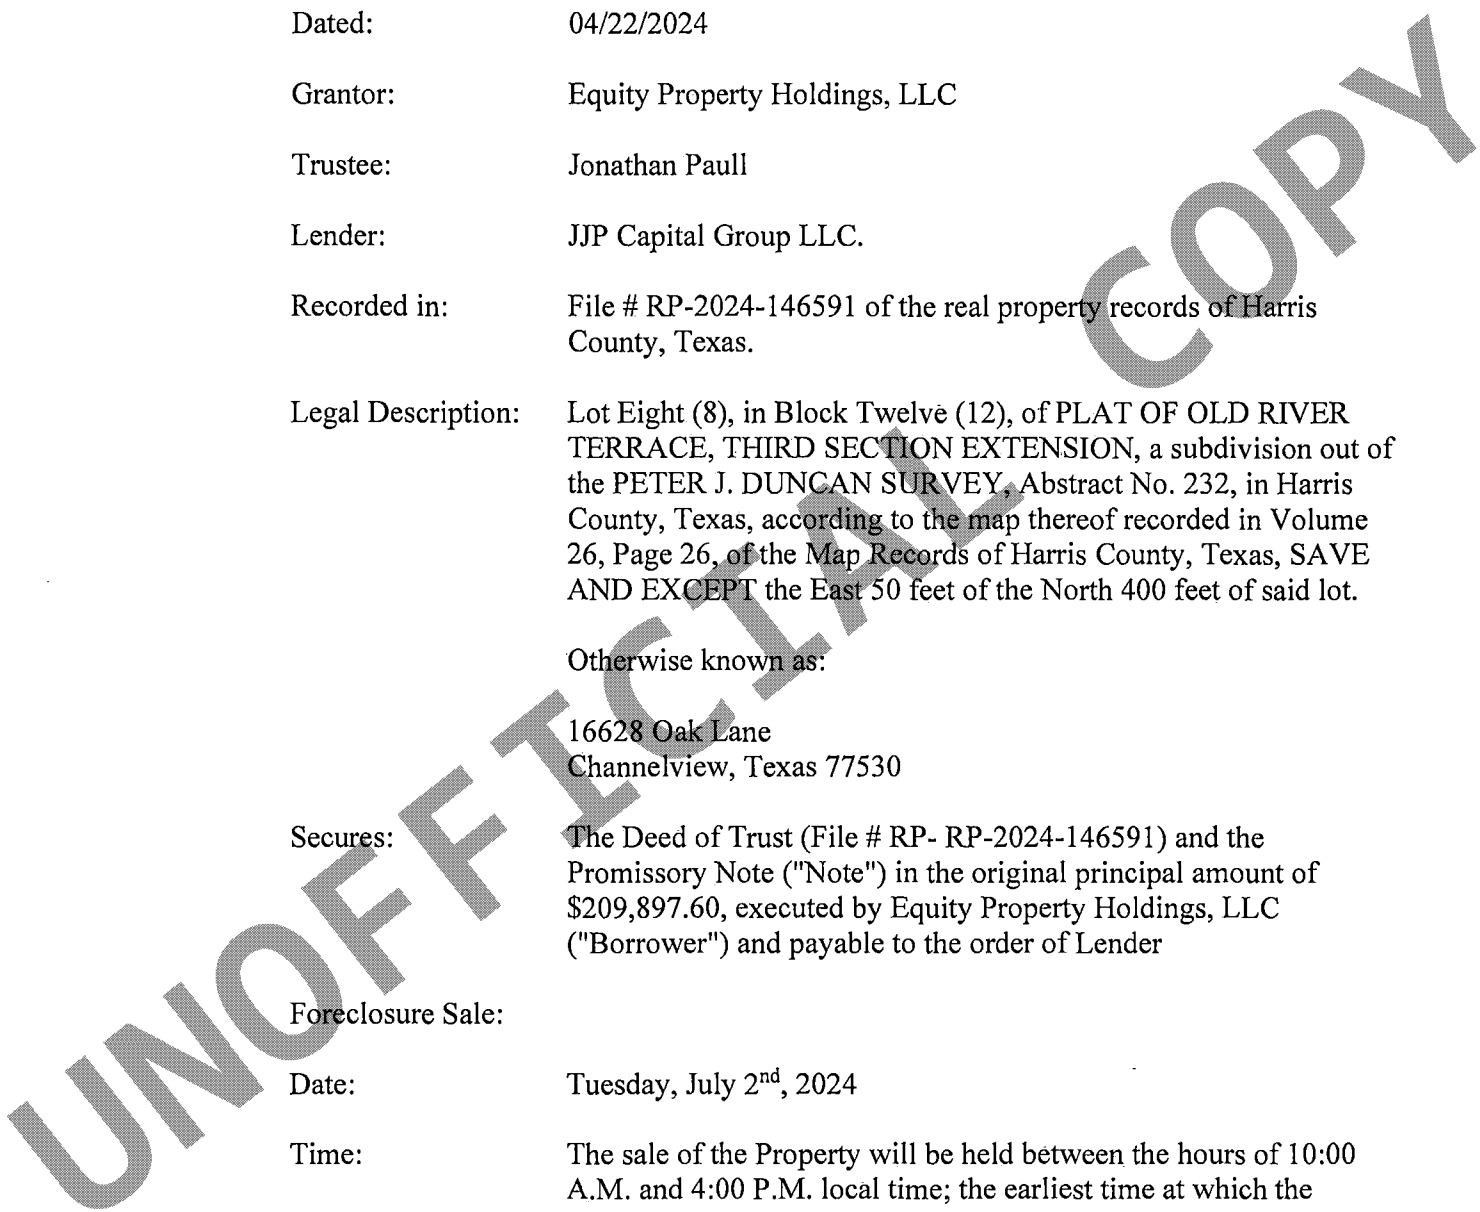 Dated: 04/22/2024
Grantor: Equity Property Holdings, LLC
Trustee: Jonathan Paull
Lender: JJP Capital Group LLC.
Recorded in: File # RP-2024-146591 of the real property records of Harris
County, Texas.
Legal Description: Lot Eight (8), in Block Twelve (12), of PLAT OF OLD RIVER
TERRACE, THIRD SECTION EXTENSION, a subdivision out of
the PETER J. DUNCAN SURVEY, Abstract No. 232, in Harris
County, Texas, according to the map thereof recorded in Volume
26, Page 26, of the Map Records of Harris County, Texas, SAVE
AND EXCEPT the East 50 feet of the North 400 feet of said lot.
Otherwise known as:
16628 Oak Lane
Channelview, Texas 77530
Secures: The Deed of Trust (File # RP- RP-2024-146591) and the
Promissory Note ("Note") in the original principal amount of
$209,897.60, executed by Equity Property Holdings, LLC
("Borrower") and payable to the order of Lender
Foreclosure Sale:
Date: Tuesday, July 2nd, 2024
Time: The sale of the Property will be held between the hours of 10:00
A.M. and 4:00 P.M. local time; the earliest time at which the
UNOFFICIAL COPY